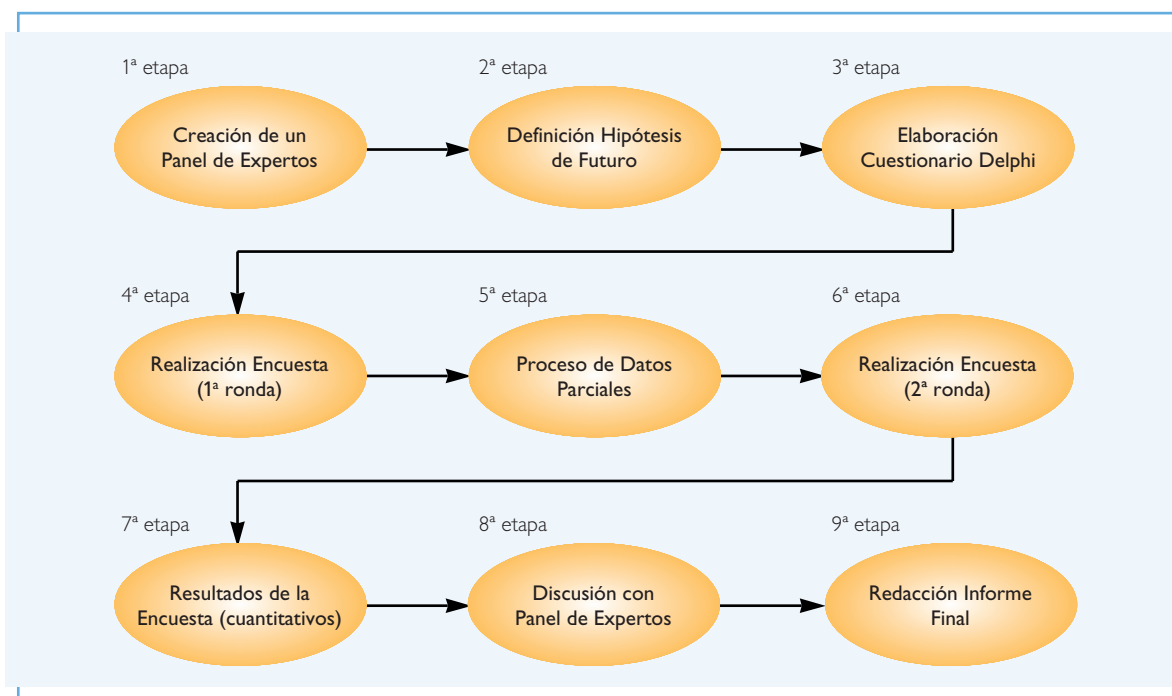 1ª etapa
Creación de un
Panel de Expertos
2ª etapa
Definición Hipótesis
de Futuro
3ª etapa
Elaboración
Cuestionario Delphi
4ª etapa
Realización Encuesta
(1ª ronda)
5ª etapa
Proceso de Datos
Parciales
6ª etapa
Realización Encuesta
(2ª ronda)
7ª etapa
Resultados de la
Encuesta (cuantitativos)
8ª etapa
Discusión con
Panel de Expertos
9ª etapa
Redacción Informe
Final